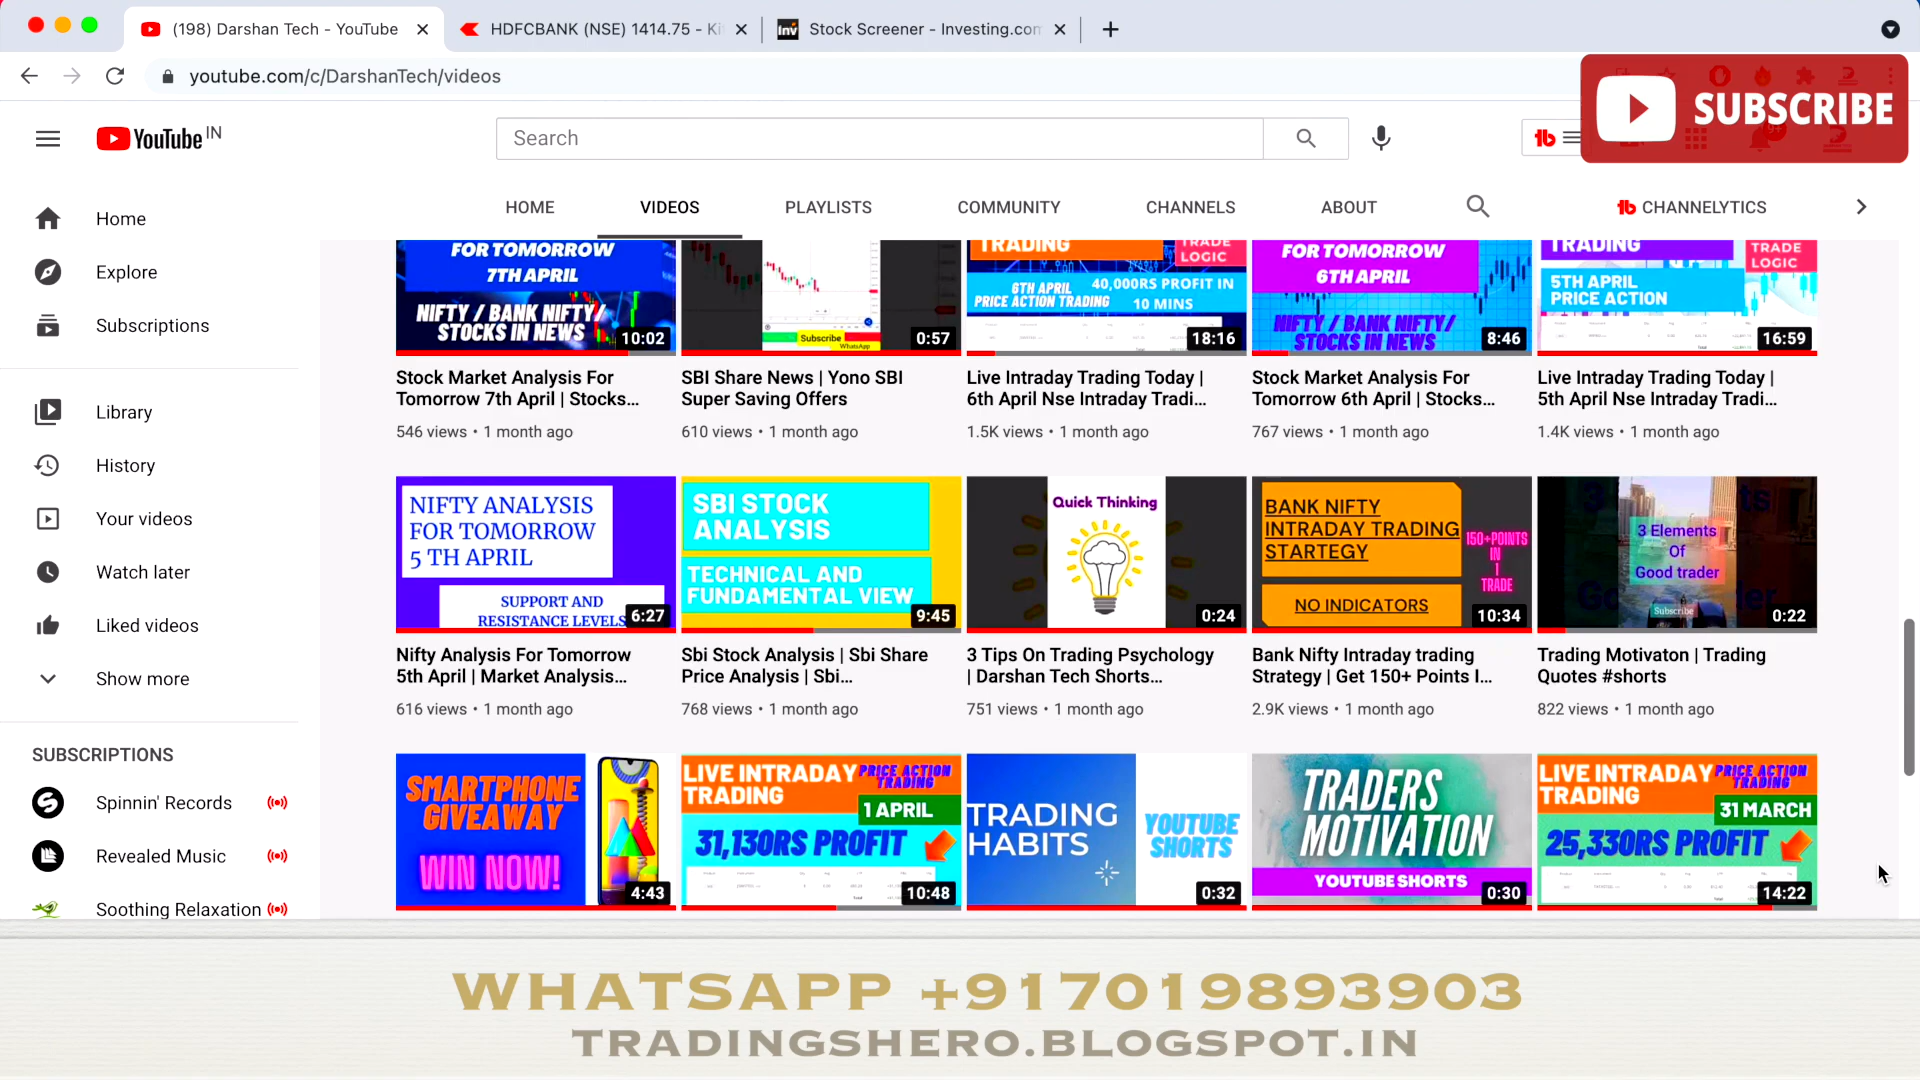 (198) Darshan Tech - YouTube
HDFCBANK (NSE) 1414.75 - Ki
Stock Screener - Investing.com
youtube.com/c/DarshanTech/videos
SUBSCRIBE
YouTube IN
Search
HOME VIDEOS PLAYLISTS COMMUNITY CHANNELS ABOUT CHANNELYTICS
Home
Explore
Subscriptions
Library
History
Your videos
Watch later
Liked videos
Show more
SUBSCRIPTIONS
Spinnin' Records
Revealed Music
Soothing Relaxation
FOR TOMORROW
7TH APRIL
NIFTY / BANK NIFTY/
STOCKS IN NEWS
10:02
Stock Market Analysis For
Tomorrow 7th April | Stocks...
546 views • 1 month ago
Subscribe
WhatsApp
0:57
SBI Share News | Yono SBI
Super Saving Offers
610 views • 1 month ago
TRADING
TRADE
LOGIC
6TH APRIL
PRICE ACTION TRADING
40,000RS PROFIT IN
10 MINS
18:16
Live Intraday Trading Today |
6th April Nse Intraday Tradi...
1.5K views • 1 month ago
FOR TOMORROW
6TH APRIL
NIFTY / BANK NIFTY/
STOCKS IN NEWS
8:46
Stock Market Analysis For
Tomorrow 6th April | Stocks...
767 views • 1 month ago
TRADING
TRADE
LOGIC
5TH APRIL
PRICE ACTION
16:59
Live Intraday Trading Today |
5th April Nse Intraday Tradi...
1.4K views • 1 month ago
NIFTY ANALYSIS
FOR TOMORROW
5 TH APRIL
SUPPORT AND
RESISTANCE LEVELS
6:27
Nifty Analysis For Tomorrow
5th April | Market Analysis...
616 views • 1 month ago
SBI STOCK
ANALYSIS
TECHNICAL AND
FUNDAMENTAL VIEW
9:45
Sbi Stock Analysis | Sbi Share
Price Analysis | Sbi...
768 views • 1 month ago
Quick Thinking
0:24
3 Tips On Trading Psychology
| Darshan Tech Shorts...
751 views • 1 month ago
BANK NIFTY
INTRADAY TRADING
STARTEGY
NO INDICATORS
150+POINTS
IN
1
TRADE
10:34
Bank Nifty Intraday trading
Strategy | Get 150+ Points I...
2.9K views • 1 month ago
3 Elements
Of
Good trader
Subscribe
0:22
Trading Motivaton | Trading
Quotes #shorts
822 views • 1 month ago
SMARTPHONE
GIVEAWAY
WIN NOW!
4:43
LIVE INTRADAY
TRADING
PRICE ACTION
TRADING
1 APRIL
31,130RS PROFIT
10:48
TRADING
HABITS
YOUTUBE
SHORTS
0:32
TRADERS
MOTIVATION
YOUTUBE SHORTS
0:30
LIVE INTRADAY
TRADING
PRICE ACTION
TRADING
31 MARCH
25,330RS PROFIT
14:22
WHATSAPP +917019893903
TRADINGSHERO.BLOGSPOT.IN